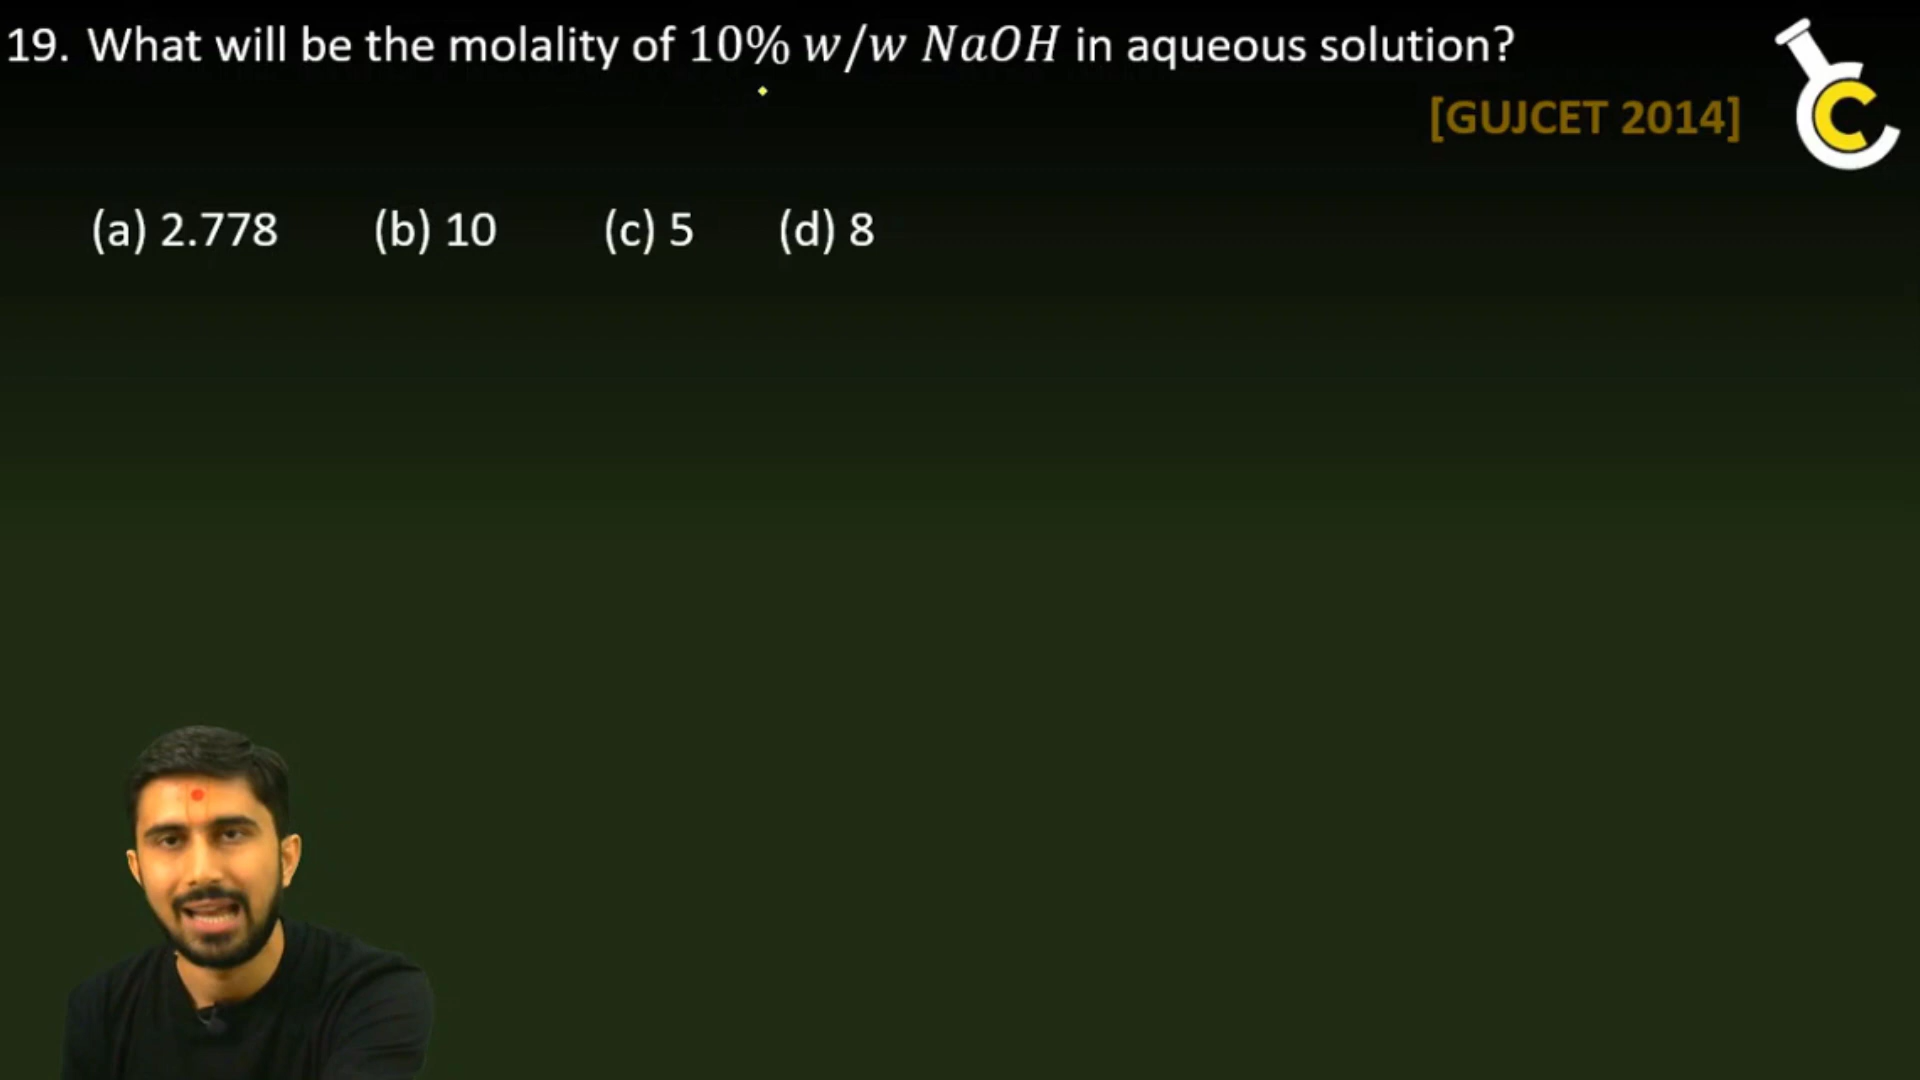 19. What will be the molality of 10% w/w NaOH in aqueous solution?
[GUJCET 2014]
(a) 2.778 (b) 10 (c) 5 (d) 8